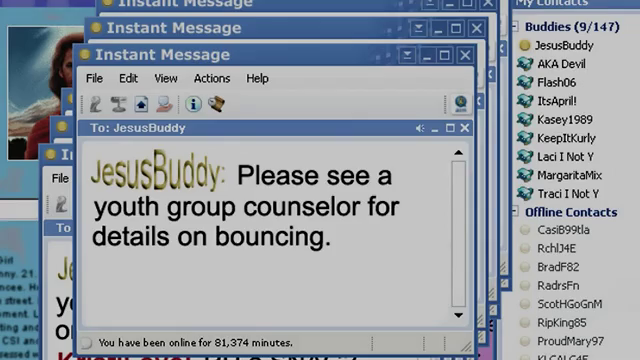 Instant Message
Instant Message
Instant Message
File Edit View Actions Help
To: JesusBuddy
JesusBuddy: Please see a
youth group counselor for
details on bouncing.
You have been online for 81,374 minutes.
My Contacts
Buddies (9/147)
JesusBuddy
AKA Devil
Flash06
ItsApril!
Kasey1989
KeepItKurly
Laci I Not Y
MargaritaMix
Traci I Not Y
Offline Contacts
CasiB99tla
RchlJ4E
BradF82
RadrsFn
ScotHGoGnM
RipKing85
ProudMary97
KLCALC4E
File
To